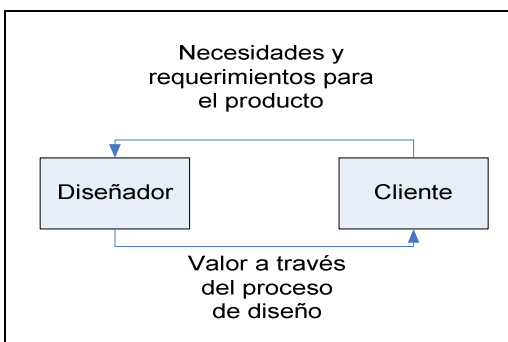 Necesidades y
requerimientos para
el producto
Diseñador
Cliente
Valor a través
del proceso
de diseño